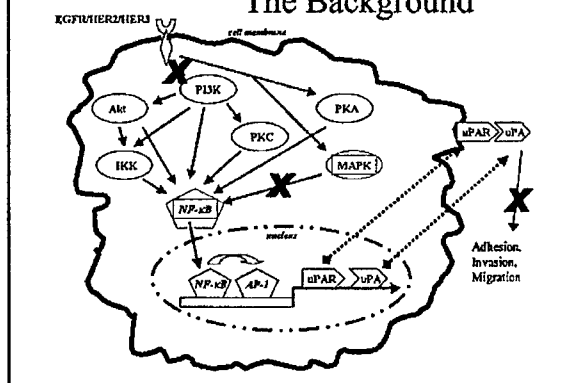 The Background
EGFR/HER2/HER3
cell membrane
PI3K
Akt
PKA
PKC
uPAR uPA
IKK
MAPK
NF-κB
nucleus
Adhesion,
Invasion,
Migration
NF-κB AP-1 uPAR uPA